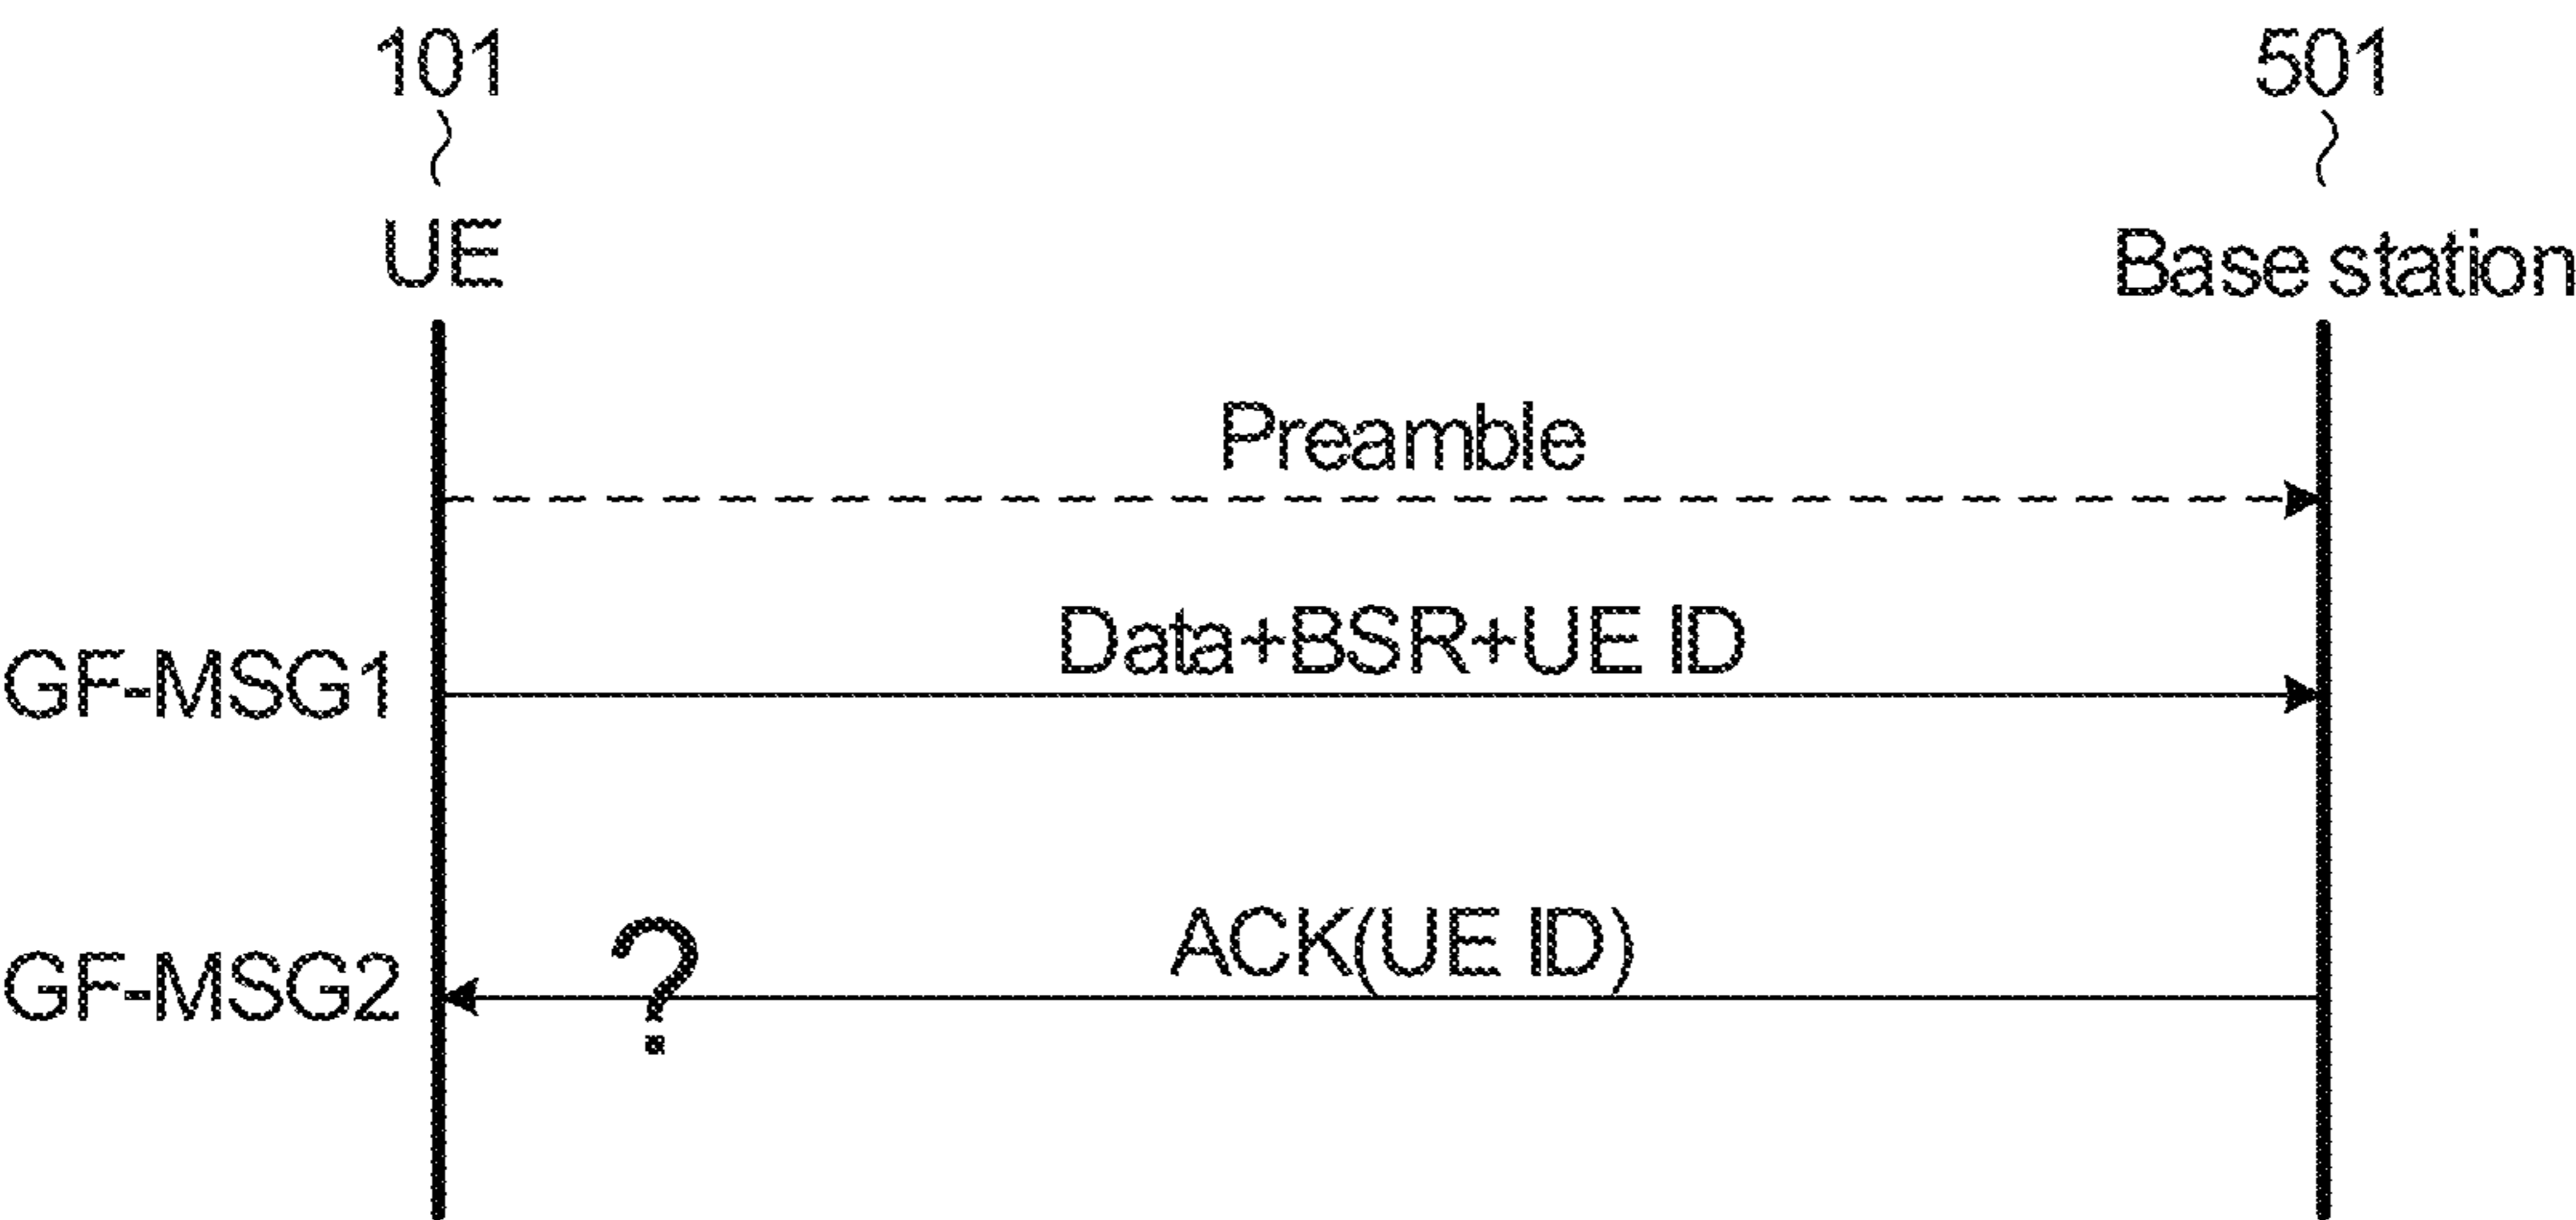 101
501
UE
Base station
Preamble
Data+BSR+UE ID
GF-MSG1
ACK(UE ID)
?
GF-MSG2